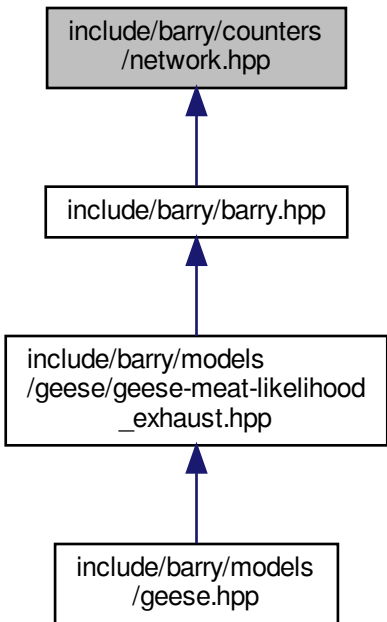 include/barry/counters
/network.hpp
include/barry/barry.hpp
include/barry/models
/geese/geese-meat-likelihood
_exhaust.hpp
include/barry/models
/geese.hpp